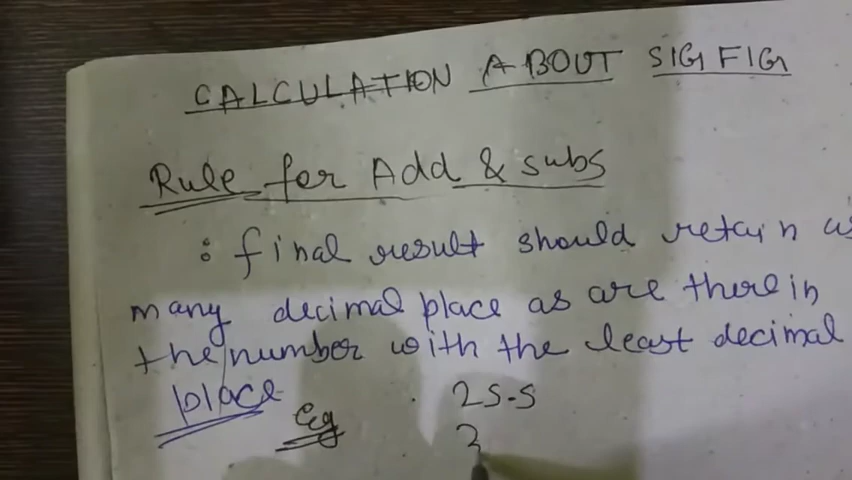 CALCULATION ABOUT SIG FIG
Rule for Add & subs
: final result should retain as
many decimal place as are there in
the number with the least decimal
place
Eg 25.5
2